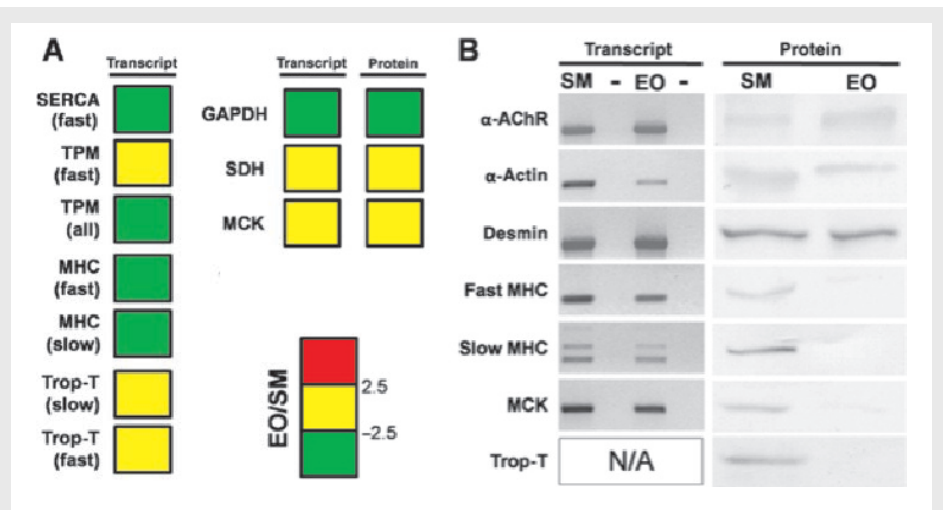 A
Transcript
SERCA
(fast)
TPM
(fast)
TPM
(all)
MHC
(fast)
MHC
(slow)
Trop-T
(slow)
Trop-T
(fast)
Transcript Protein
GAPDH
SDH
MCK
EO/SM
2.5
–2.5
B
Transcript Protein
SM - EO - SM EO
α-AChR
α-Actin
Desmin
Fast MHC
Slow MHC
MCK
Trop-T N/A